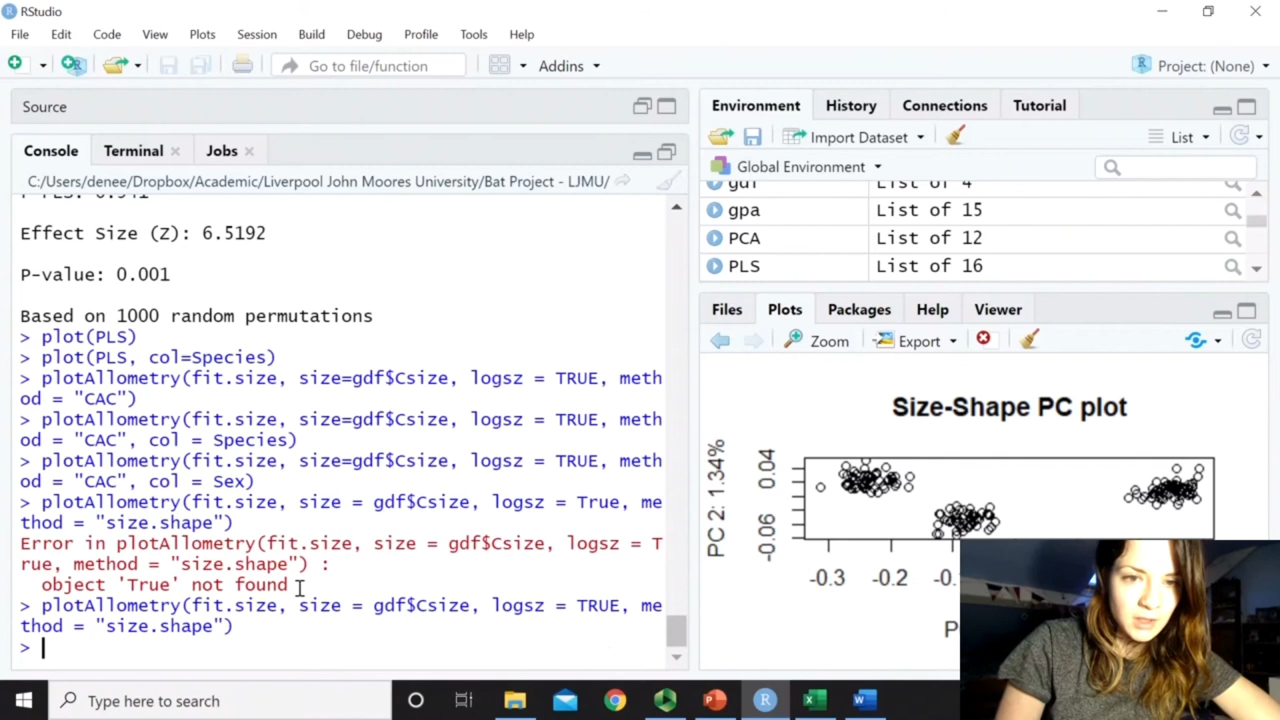 RStudio
File Edit Code View Plots Session Build Debug Profile Tools Help
Go to file/function Addins Project: (None)
Source
Console Terminal Jobs
C:/Users/denee/Dropbox/Academic/Liverpool John Moores University/Bat Project - LJMU/
Effect Size (Z): 6.5192
P-value: 0.001
Based on 1000 random permutations
> plot(PLS)
> plot(PLS, col=Species)
> plotAllometry(fit.size, size=gdf$Csize, logsz = TRUE, meth
od = "CAC")
> plotAllometry(fit.size, size=gdf$Csize, logsz = TRUE, meth
od = "CAC", col = Species)
> plotAllometry(fit.size, size=gdf$Csize, logsz = TRUE, meth
od = "CAC", col = Sex)
> plotAllometry(fit.size, size = gdf$Csize, logsz = True, me
thod = "size.shape")
Error in plotAllometry(fit.size, size = gdf$Csize, logsz = T
rue, method = "size.shape") :
object 'True' not found
> plotAllometry(fit.size, size = gdf$Csize, logsz = TRUE, me
thod = "size.shape")
>
Environment History Connections Tutorial
Import Dataset List
Global Environment
gdf List of 4
gpa List of 15
PCA List of 12
PLS List of 16
Files Plots Packages Help Viewer
Zoom Export
Size-Shape PC plot
PC 2: 1.34%
0.04
-0.06
-0.3 -0.2
Type here to search